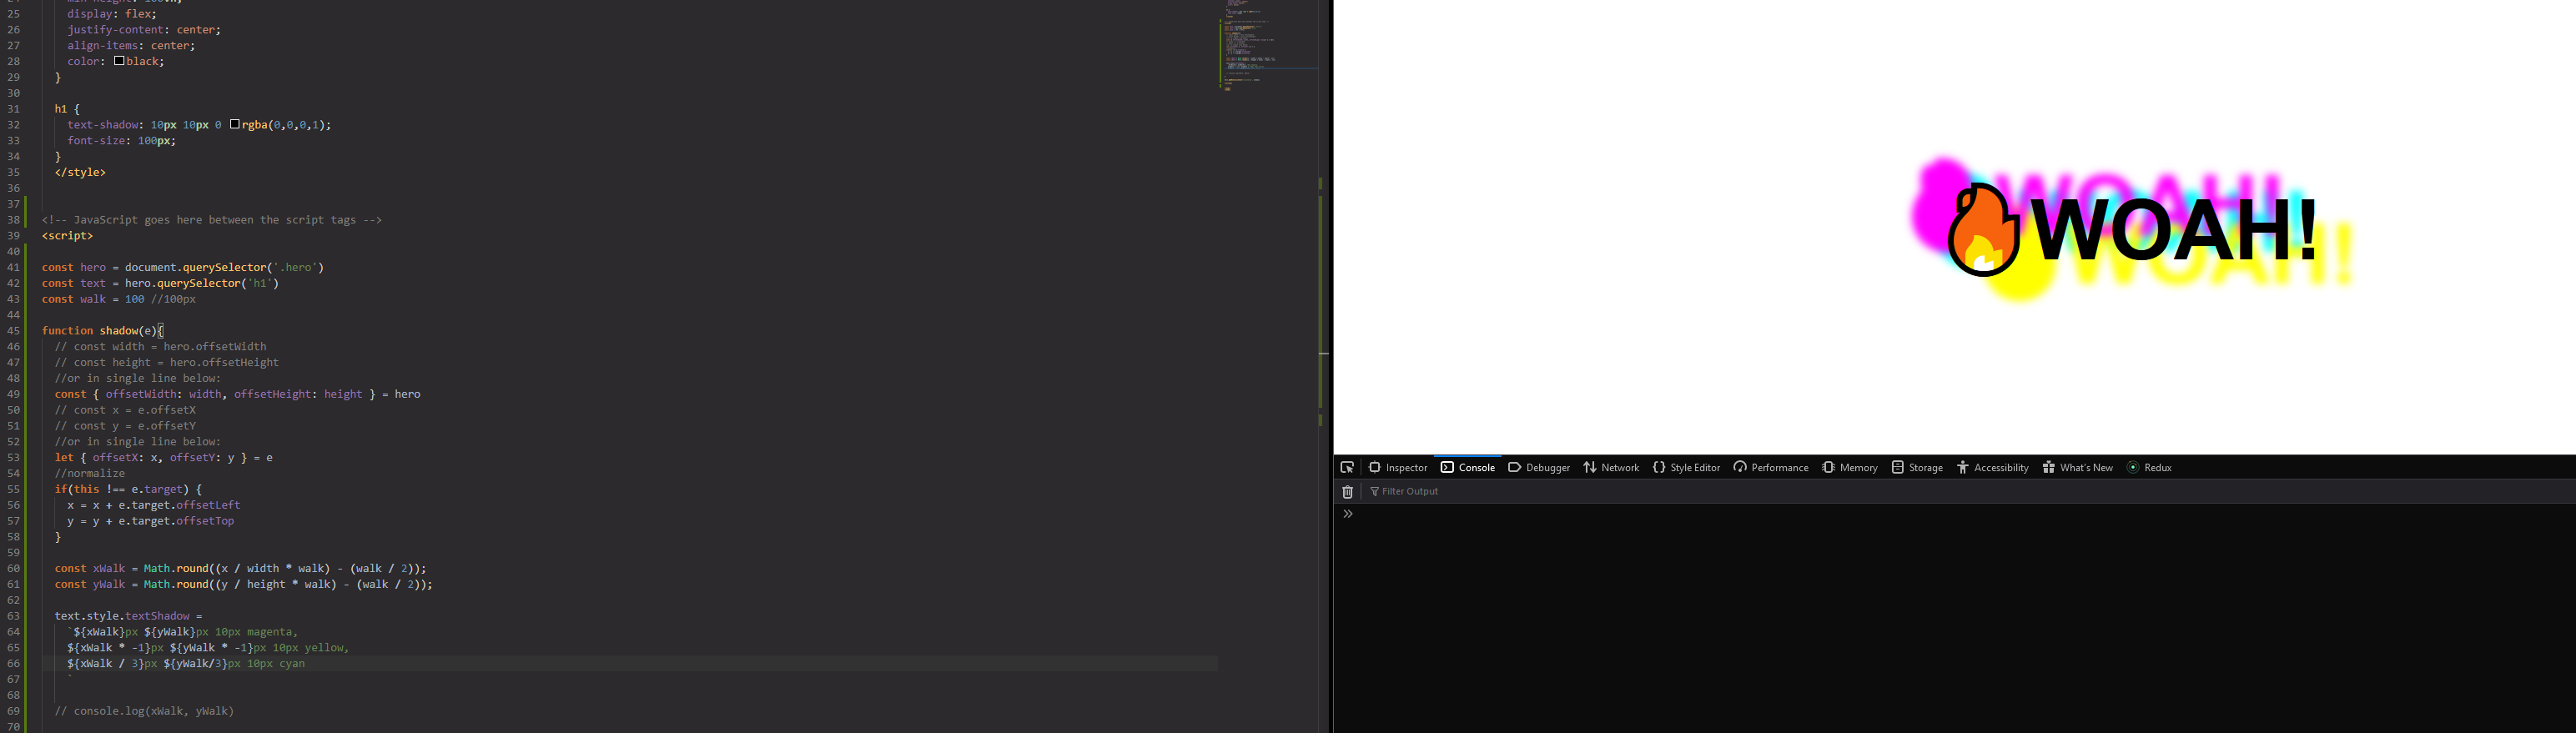 25 display: flex;
26 justify-content: center;
27 align-items: center;
28 color: black;
29 }
30
31 h1 {
32 text-shadow: 10px 10px 0 rgba(0,0,0,1);
33 font-size: 100px;
34 }
35 </style>
36
37
38 <!-- JavaScript goes here between the script tags -->
39 <script>
40
41 const hero = document.querySelector('.hero')
42 const text = hero.querySelector('h1')
43 const walk = 100 //100px
44
45 function shadow(e){
46 // const width = hero.offsetWidth
47 // const height = hero.offsetHeight
48 //or in single line below:
49 const { offsetWidth: width, offsetHeight: height } = hero
50 // const x = e.offsetX
51 // const y = e.offsetY
52 //or in single line below:
53 let { offsetX: x, offsetY: y } = e
54 //normalize
55 if(this !== e.target) {
56 x = x + e.target.offsetLeft
57 y = y + e.target.offsetTop
58 }
59
60 const xWalk = Math.round((x / width * walk) - (walk / 2));
61 const yWalk = Math.round((y / height * walk) - (walk / 2));
62
63 text.style.textShadow =
64 `${xWalk}px ${yWalk}px 10px magenta,
65 ${xWalk * -1}px ${yWalk * -1}px 10px yellow,
66 ${xWalk / 3}px ${yWalk/3}px 10px cyan
67 `
68
69 // console.log(xWalk, yWalk)
70
🔥WOAH!
Inspector Console Debugger Network Style Editor Performance Memory Storage Accessibility What's New Redux
Filter Output